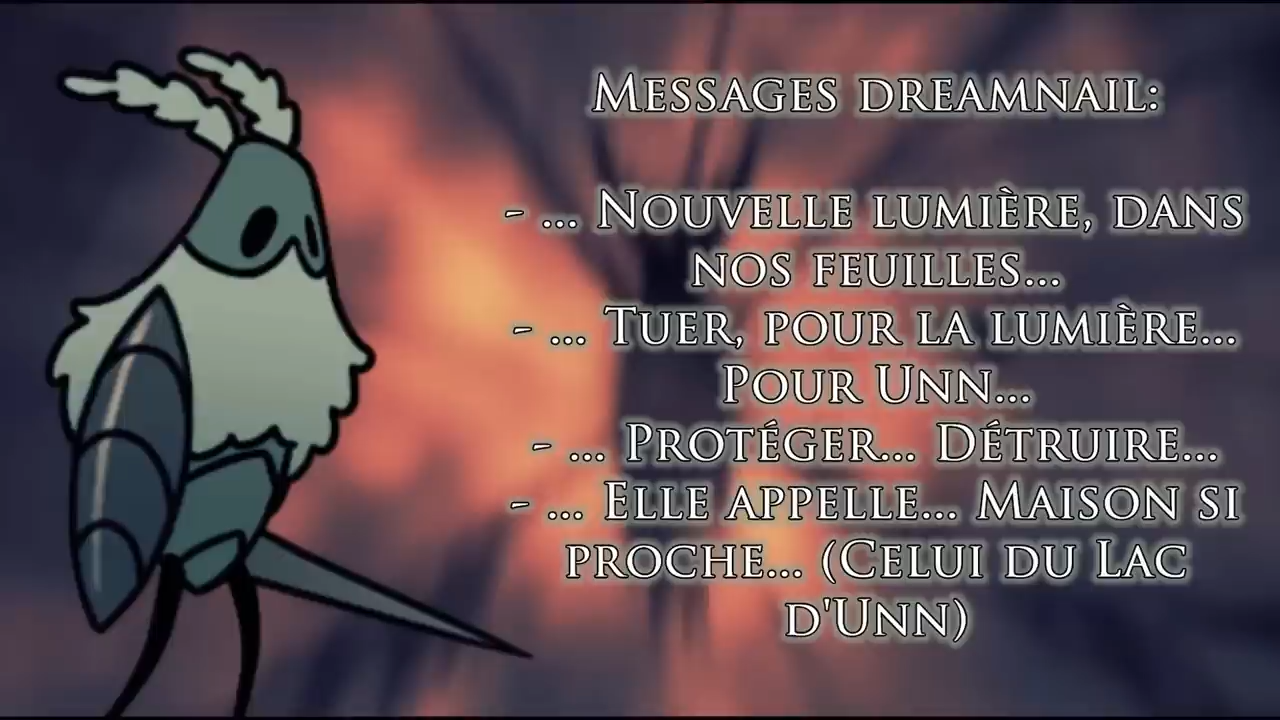 Messages dreamnail:
- ... Nouvelle lumière, dans
nos feuilles...
- ... Tuer, pour la lumière...
Pour Unn...
- ... Protéger... Détruire...
- ... Elle appelle... Maison si
proche... (Celui du Lac
d'Unn)